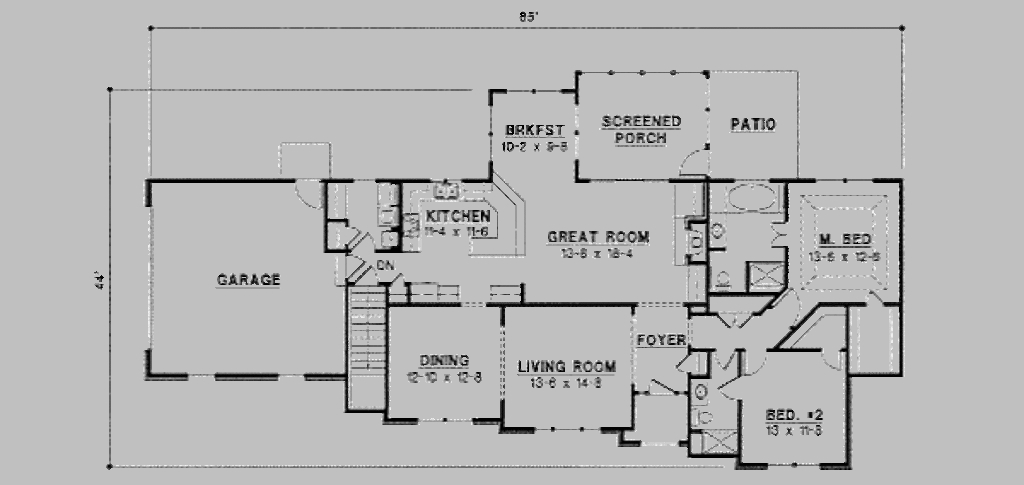 85'
BRKFST
10-2 x 9-8
SCREENED
PORCH
PATIO
KITCHEN
11-4 x 11-6
GREAT ROOM
13-8 x 18-4
M. BED
13-6 x 12-6
DN
GARAGE
44'
FOYER
DINING
12-10 x 12-8
LIVING ROOM
13-6 x 14-8
BED. #2
13 x 11-8